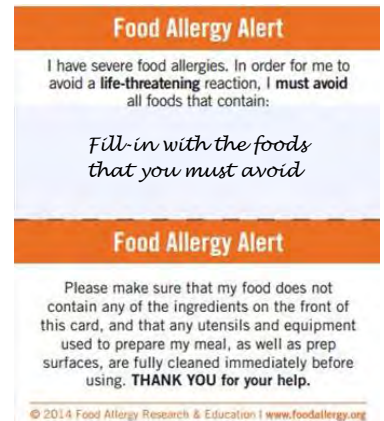 Food Allergy Alert
I have severe food allergies. In order for me to
avoid a life-threatening reaction, I must avoid
all foods that contain:
Fill-in with the foods
that you must avoid
Food Allergy Alert
Please make sure that my food does not
contain any of the ingredients on the front of
this card, and that any utensils and equipment
used to prepare my meal, as well as prep
surfaces, are fully cleaned immediately before
using. THANK YOU for your help.
© 2014 Food Allergy Research & Education | www.foodallergy.org